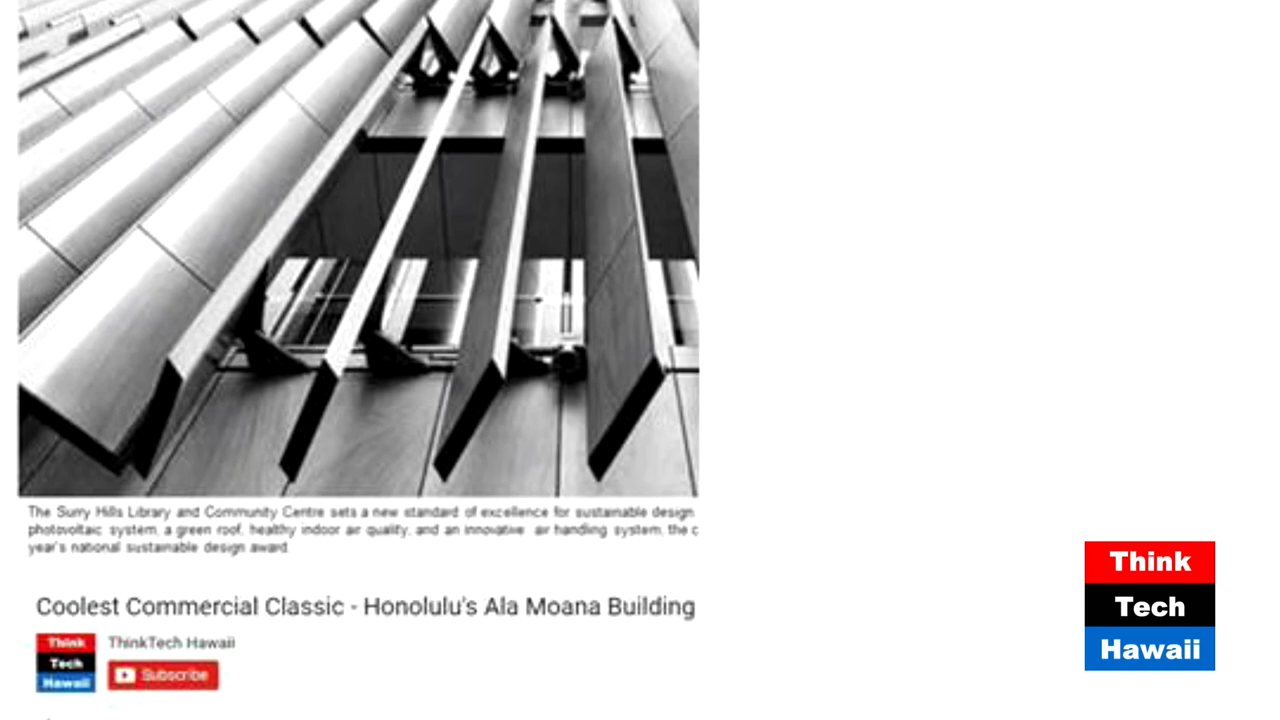 The Surry Hills Library and Community Centre sets a new standard of excellence for sustainable design
photovoltaic system, a green roof, healthy indoor air quality, and an innovative air handling system, the c
year's national sustainable design award
Coolest Commercial Classic - Honolulu's Ala Moana Building
Think
Tech
Hawaii
ThinkTech Hawaii
Subscribe
Think
Tech
Hawaii